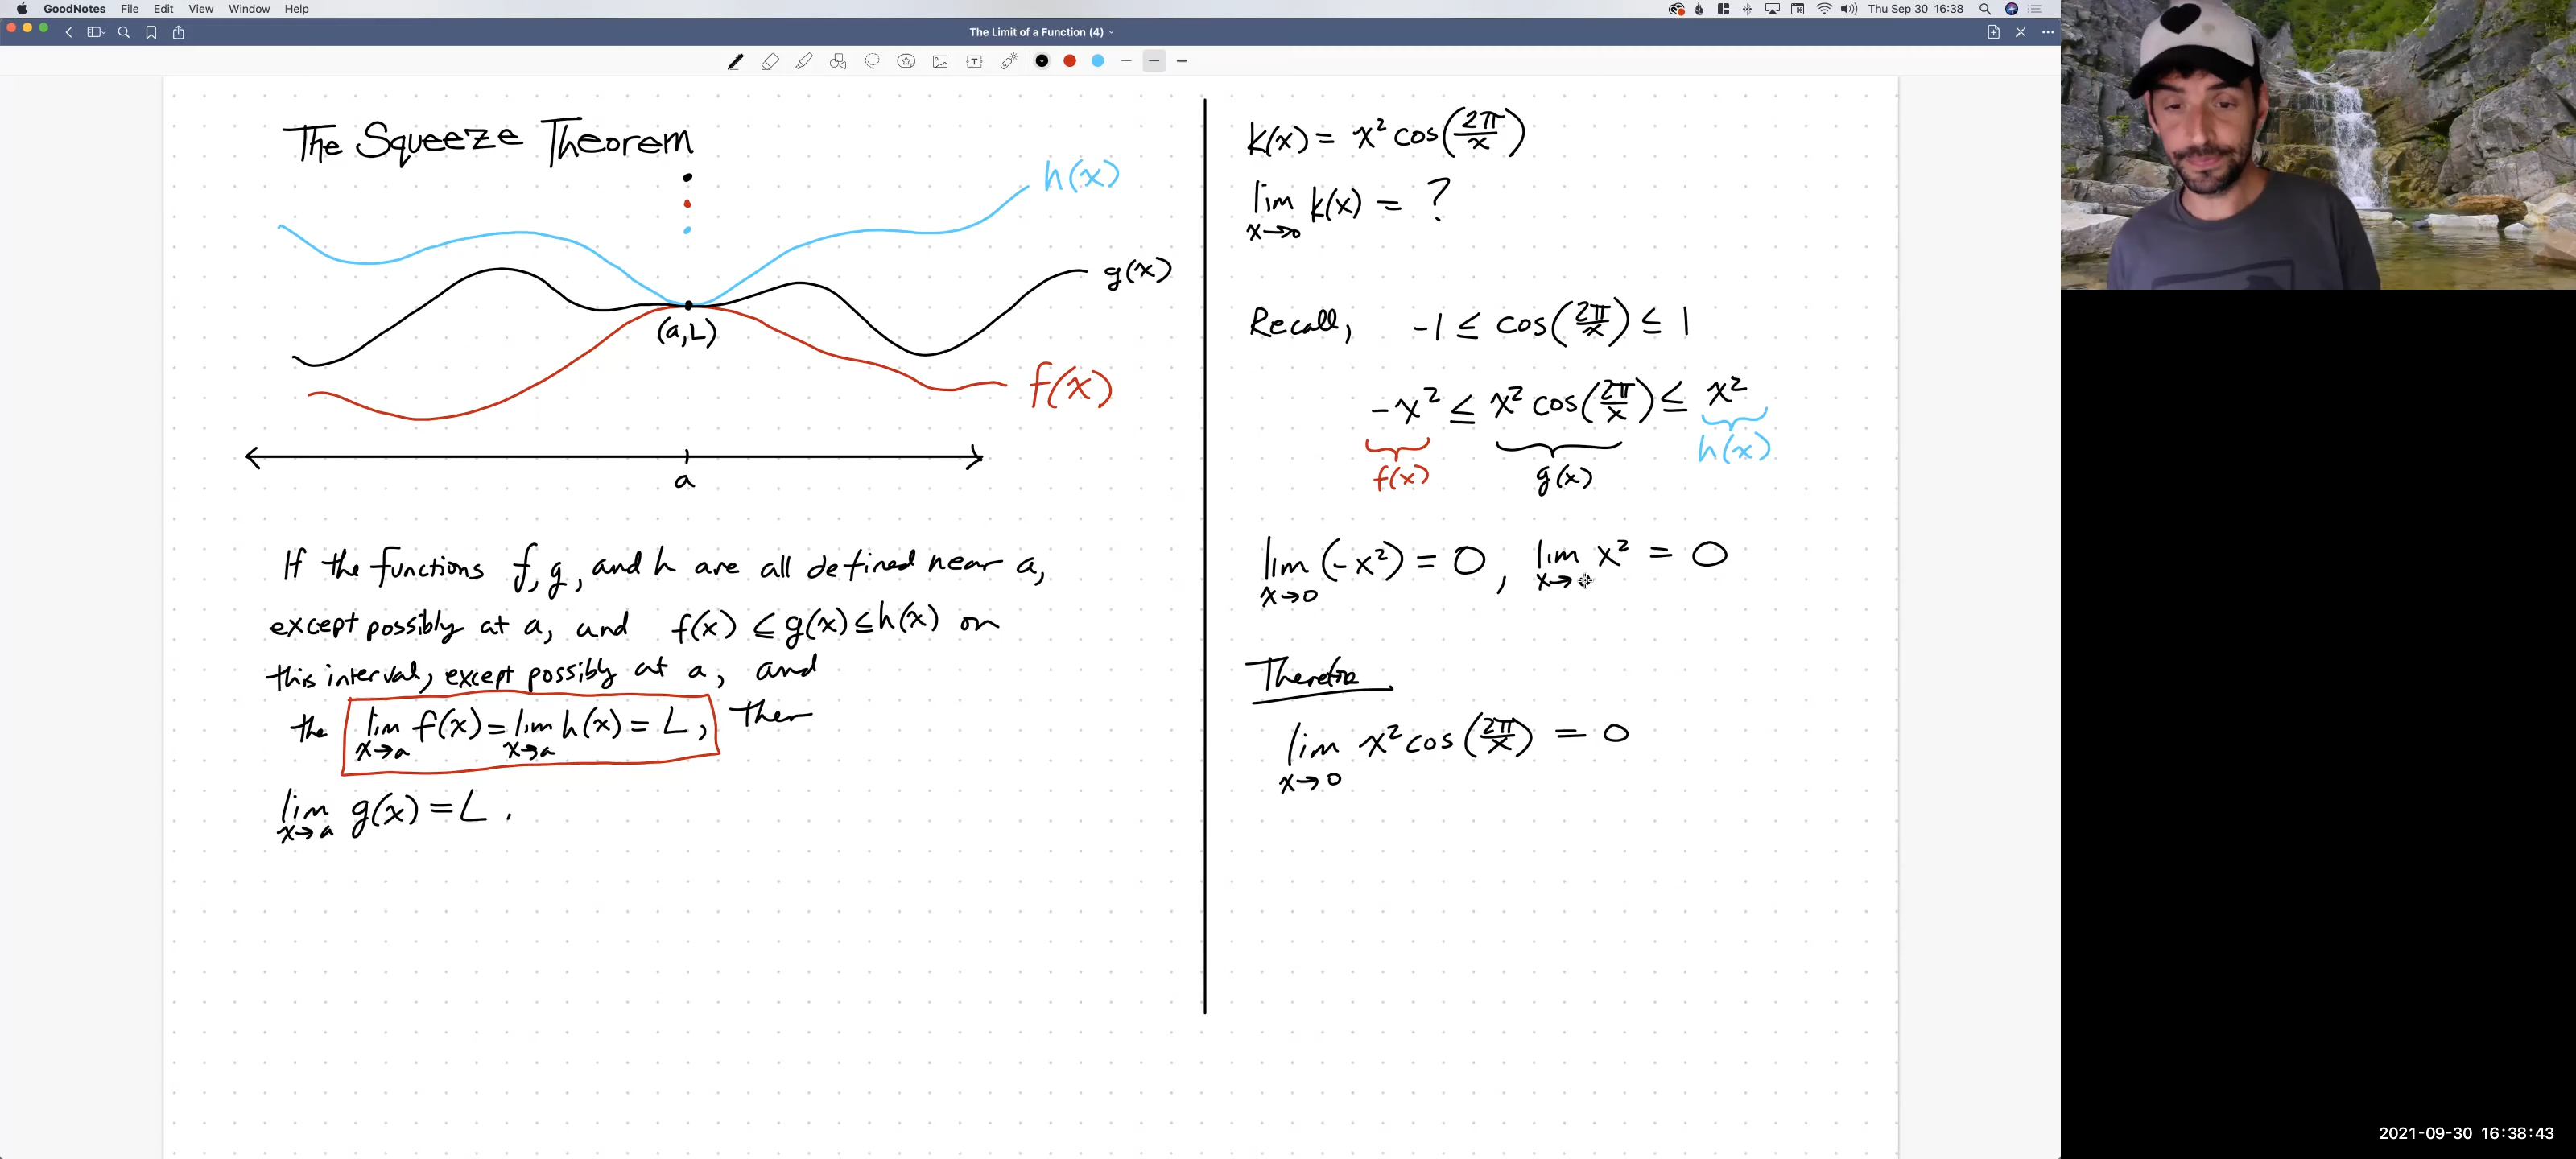 GoodNotes File Edit View Window Help
Thu Sep 30 16:38
The Limit of a Function (4)
The Squeeze Theorem
h(x)
g(x)
(a,L)
f(x)
a
If the functions f, g, and h are all defined near a,
except possibly at a, and f(x) ≤ g(x) ≤ h(x) on
this interval, except possibly at a, and
the lim x→a f(x) = lim x→a h(x) = L, then
lim x→a g(x) = L.
k(x) = x² cos(2π/x)
lim x→0 k(x) = ?
Recall, -1 ≤ cos(2π/x) ≤ 1
-x² ≤ x² cos(2π/x) ≤ x²
f(x) g(x) h(x)
lim x→0 (-x²) = 0, lim x→ x² = 0
Therefore
lim x→0 x² cos(2π/x) = 0
2021-09-30 16:38:43